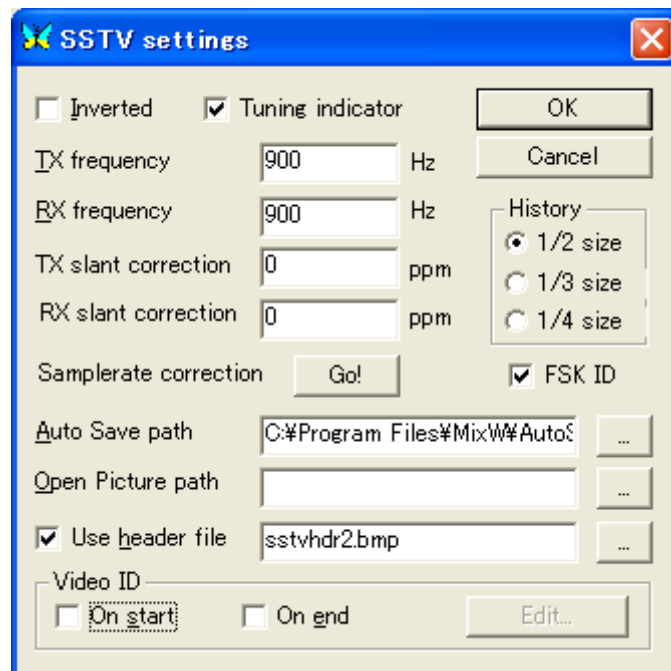 SSTV settings
Inverted Tuning indicator OK
TX frequency 900 Hz Cancel
RX frequency 900 Hz History
1/2 size
TX slant correction 0 ppm
1/3 size
RX slant correction 0 ppm
1/4 size
Samplerate correction Go! FSK ID
Auto Save path C:¥Program Files¥MixW¥AutoS ...
Open Picture path ...
Use header file sstvhdr2.bmp ...
Video ID
On start On end Edit...